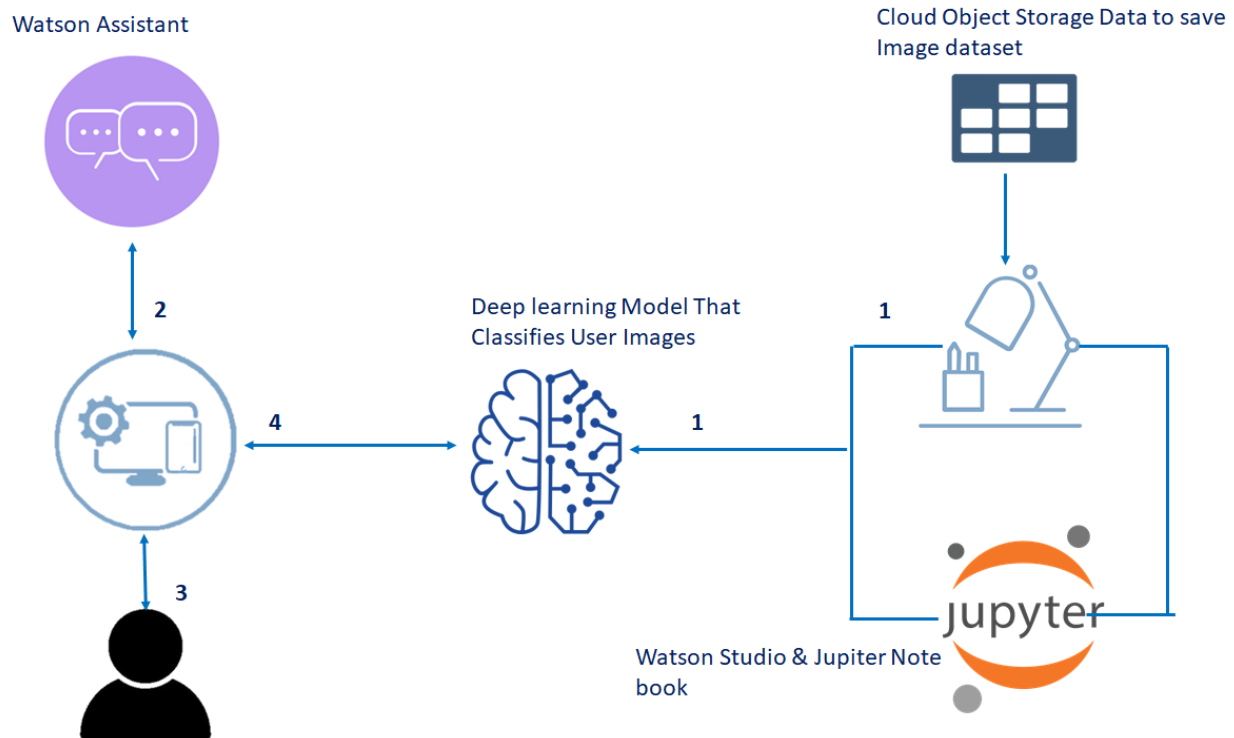 Watson Assistant
Cloud Object Storage Data to save
Image dataset
2
Deep learning Model That
Classifies User Images
1
4
1
3
jupyter
Watson Studio & Jupiter Note
book